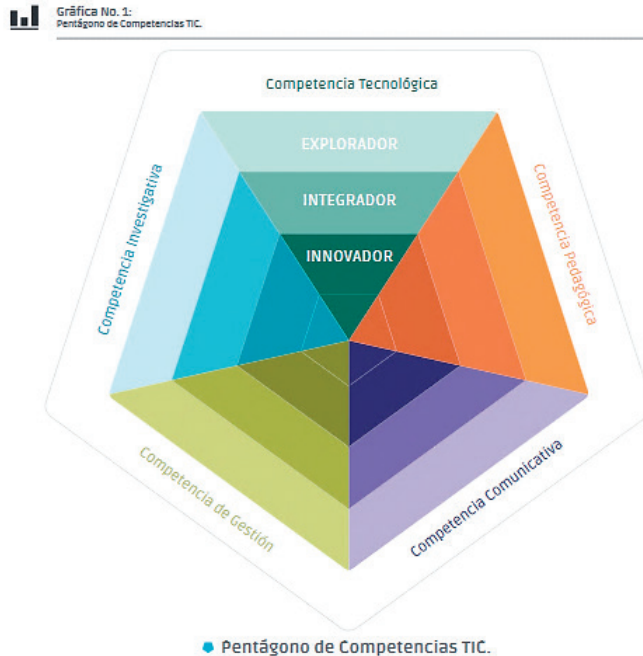 Gráfica No. 1:
Pentágono de Competencias TIC.
Competencia Tecnológica
EXPLORADOR
INTEGRADOR
INNOVADOR
Competencia Investigativa
Competencia Pedagógica
Competencia de Gestión
Competencia Comunicativa
Pentágono de Competencias TIC.